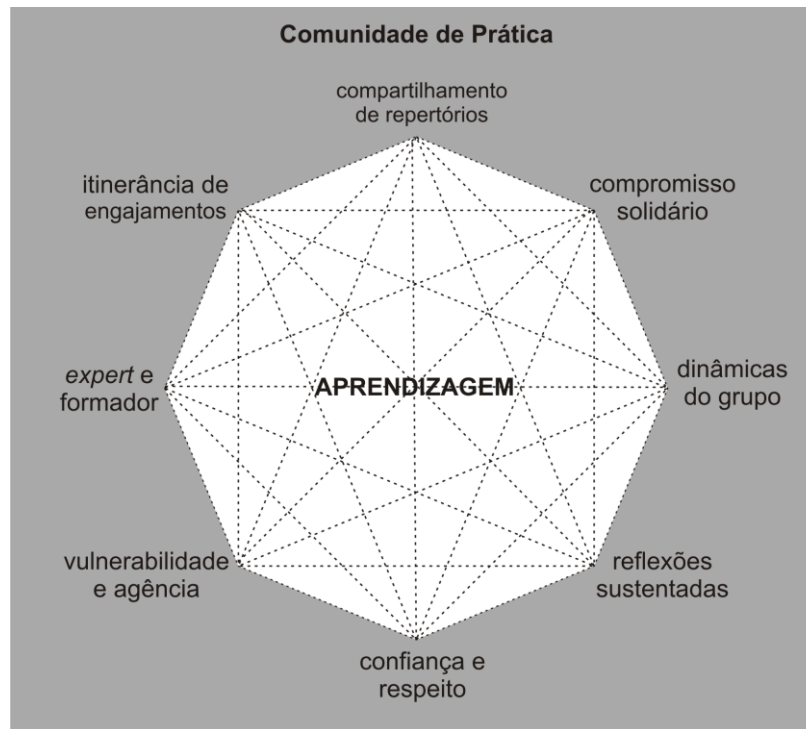 Comunidade de Prática
compartilhamento
de repertórios
itinerância de
engajamentos
compromisso
solidário
expert e
formador
APRENDIZAGEM
dinâmicas
do grupo
vulnerabilidade
e agência
reflexões
sustentadas
confiança e
respeito